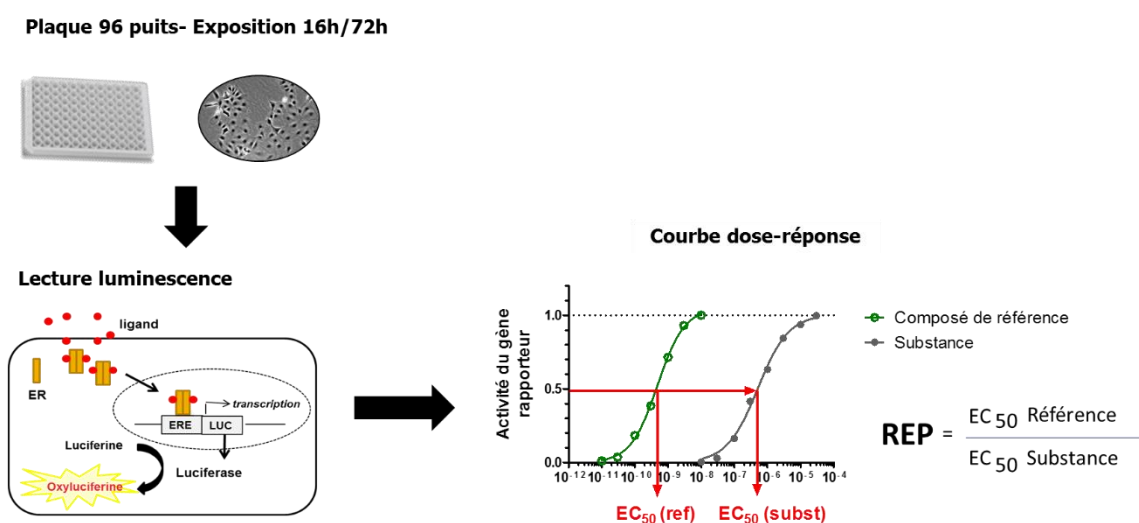 Plaque 96 puits- Exposition 16h/72h
Lecture luminescence
ligand
ER
transcription
ERE LUC
Luciférine
Luciferase
Oxyluciferine
Courbe dose-réponse
Activité du gène
rapporteur
1.0
0.5
0.0
10⁻¹² 10⁻¹¹ 10⁻¹⁰ 10⁻⁹ 10⁻⁸ 10⁻⁷ 10⁻⁶ 10⁻⁵ 10⁻⁴
EC₅₀ (ref) EC₅₀ (subst)
Composé de référence
Substance
REP = EC₅₀ Référence
EC₅₀ Substance